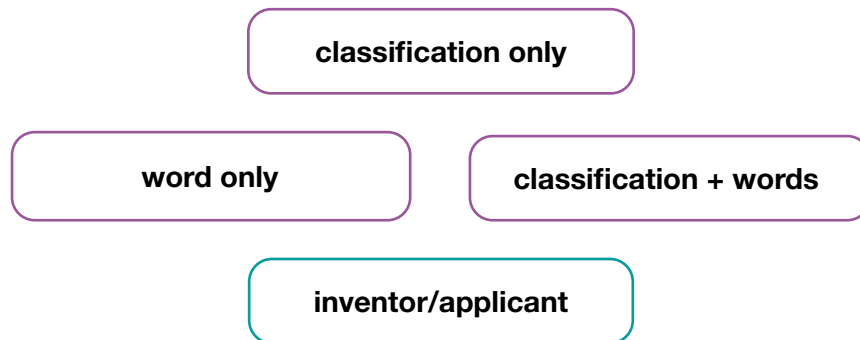 classification only
word only
classification + words
inventor/applicant